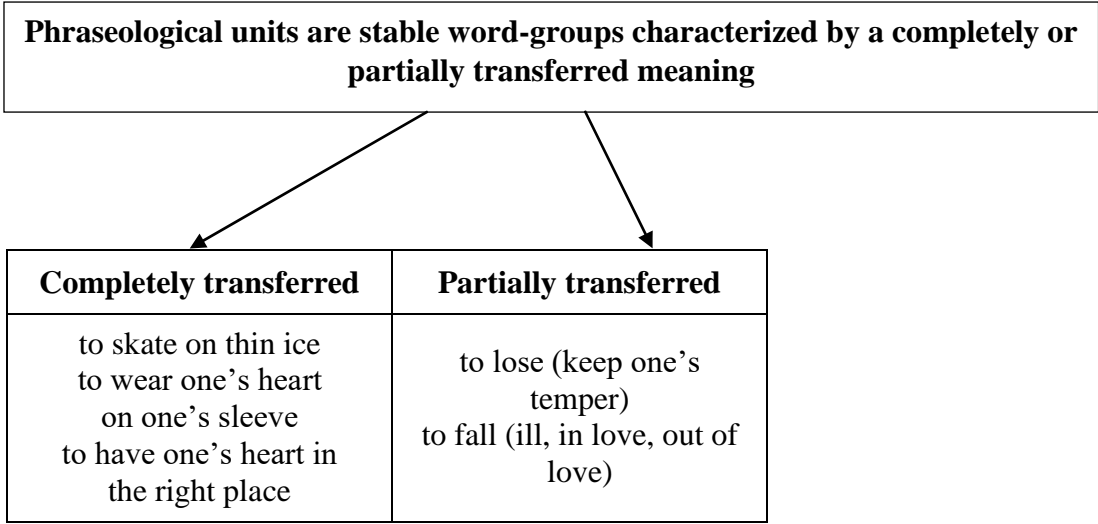 Phraseological units are stable word-groups characterized by a completely or
partially transferred meaning
Completely transferred
Partially transferred
to skate on thin ice
to wear one’s heart
on one’s sleeve
to have one’s heart in
the right place
to lose (keep one’s
temper)
to fall (ill, in love, out of
love)